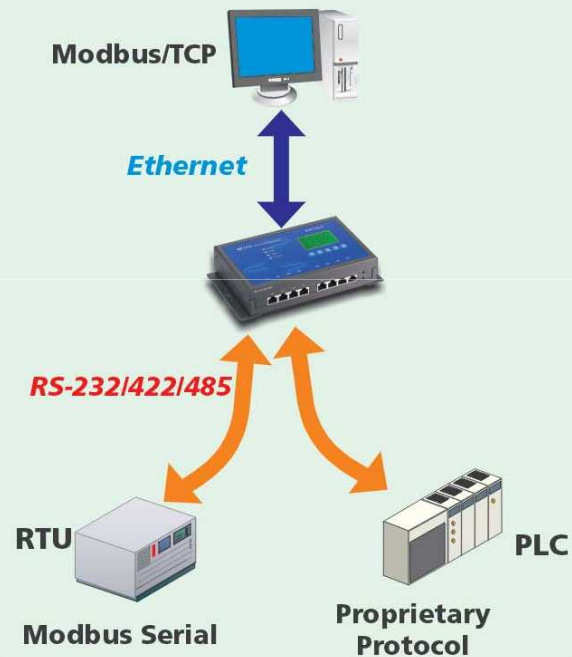 Modbus/TCP
Ethernet
RS-232/422/485
RTU
PLC
Modbus Serial
Proprietary
Protocol